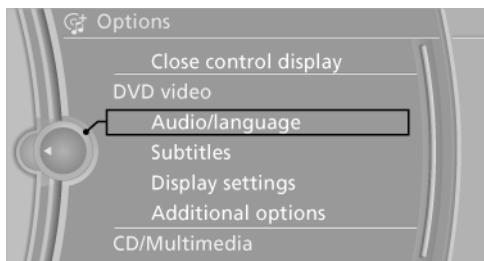 Options
Close control display
DVD video
Audio/language
Subtitles
Display settings
Additional options
CD/Multimedia